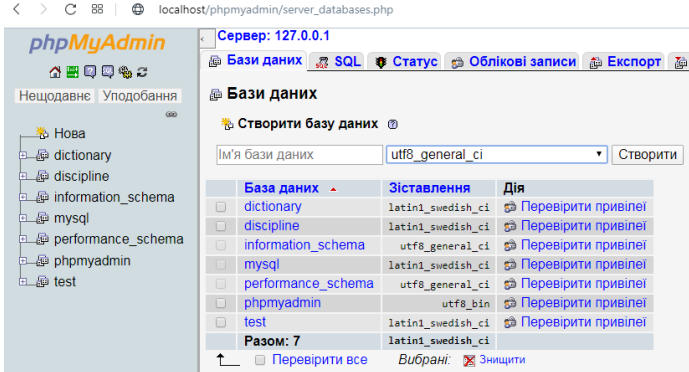 localhost/phpmyadmin/server_databases.php
phpMyAdmin
Нещодавнє Уподобання
Нова
dictionary
discipline
information_schema
mysql
performance_schema
phpmyadmin
test
Сервер: 127.0.0.1
Бази даних SQL Статус Облікові записи Експорт
Бази даних
Створити базу даних
Ім'я бази даних utf8_general_ci Створити
База даних Зіставлення Дія
dictionary latin1_swedish_ci Перевірити привілеї
discipline latin1_swedish_ci Перевірити привілеї
information_schema utf8_general_ci Перевірити привілеї
mysql latin1_swedish_ci Перевірити привілеї
performance_schema utf8_general_ci Перевірити привілеї
phpmyadmin utf8_bin Перевірити привілеї
test latin1_swedish_ci Перевірити привілеї
Разом: 7 latin1_swedish_ci
Перевірити все Вибрані: Знищити